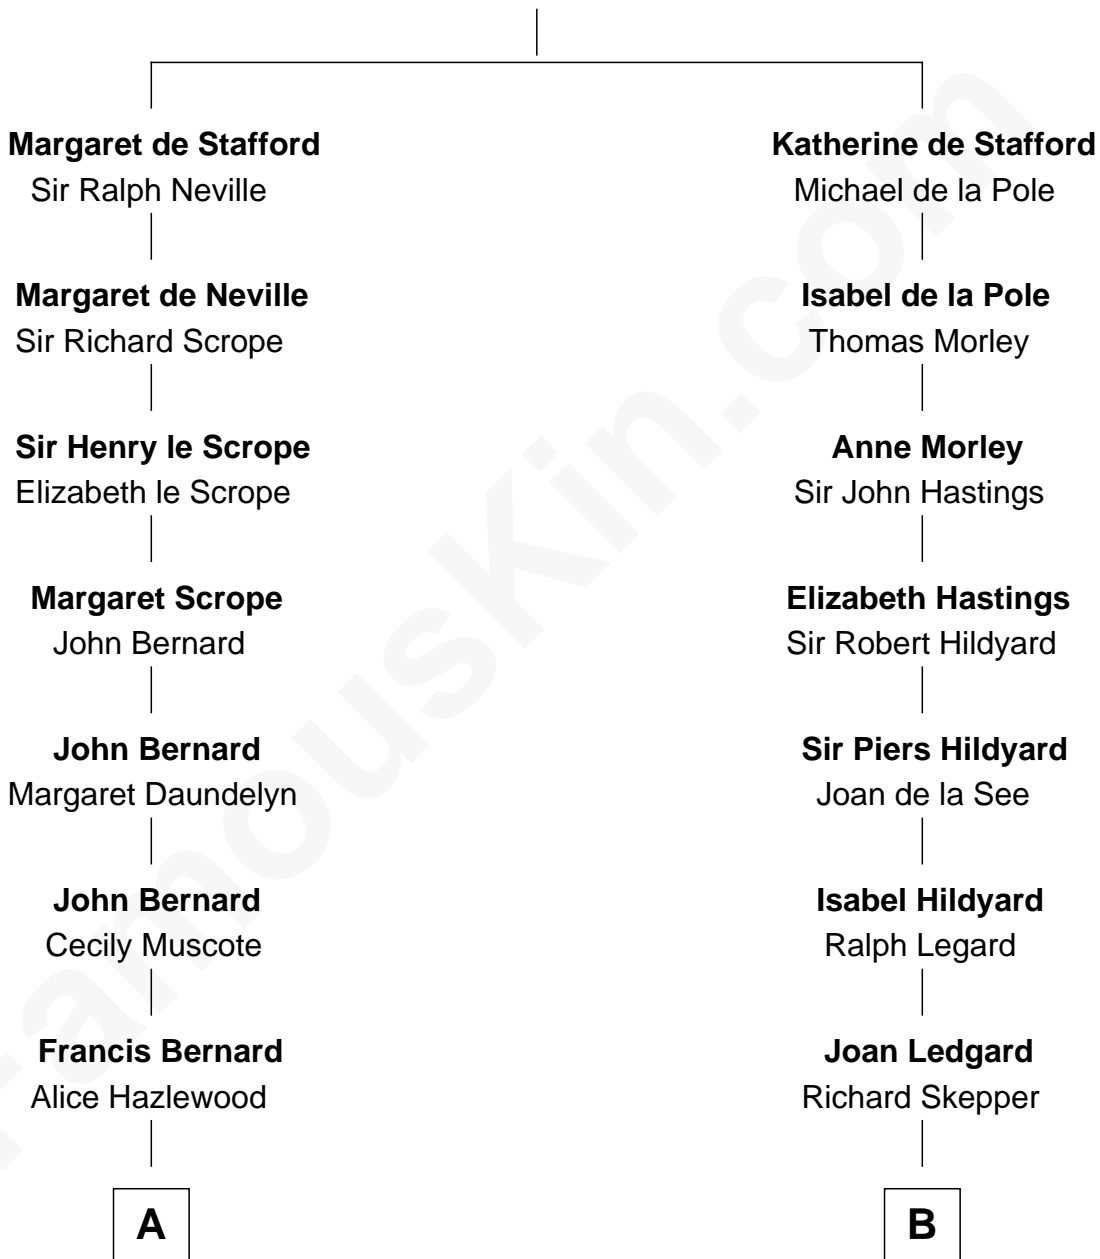 Margaret de Stafford
Sir Ralph Neville
Margaret de Neville
Sir Richard Scrope
Sir Henry le Scrope
Elizabeth le Scrope
Margaret Scrope
John Bernard
John Bernard
Margaret Daundelyn
John Bernard
Cecily Muscote
Francis Bernard
Alice Hazlewood
A
Katherine de Stafford
Michael de la Pole
Isabel de la Pole
Thomas Morley
Anne Morley
Sir John Hastings
Elizabeth Hastings
Sir Robert Hildyard
Sir Piers Hildyard
Joan de la See
Isabel Hildyard
Ralph Legard
Joan Ledgard
Richard Skepper
B
FamousKin.com